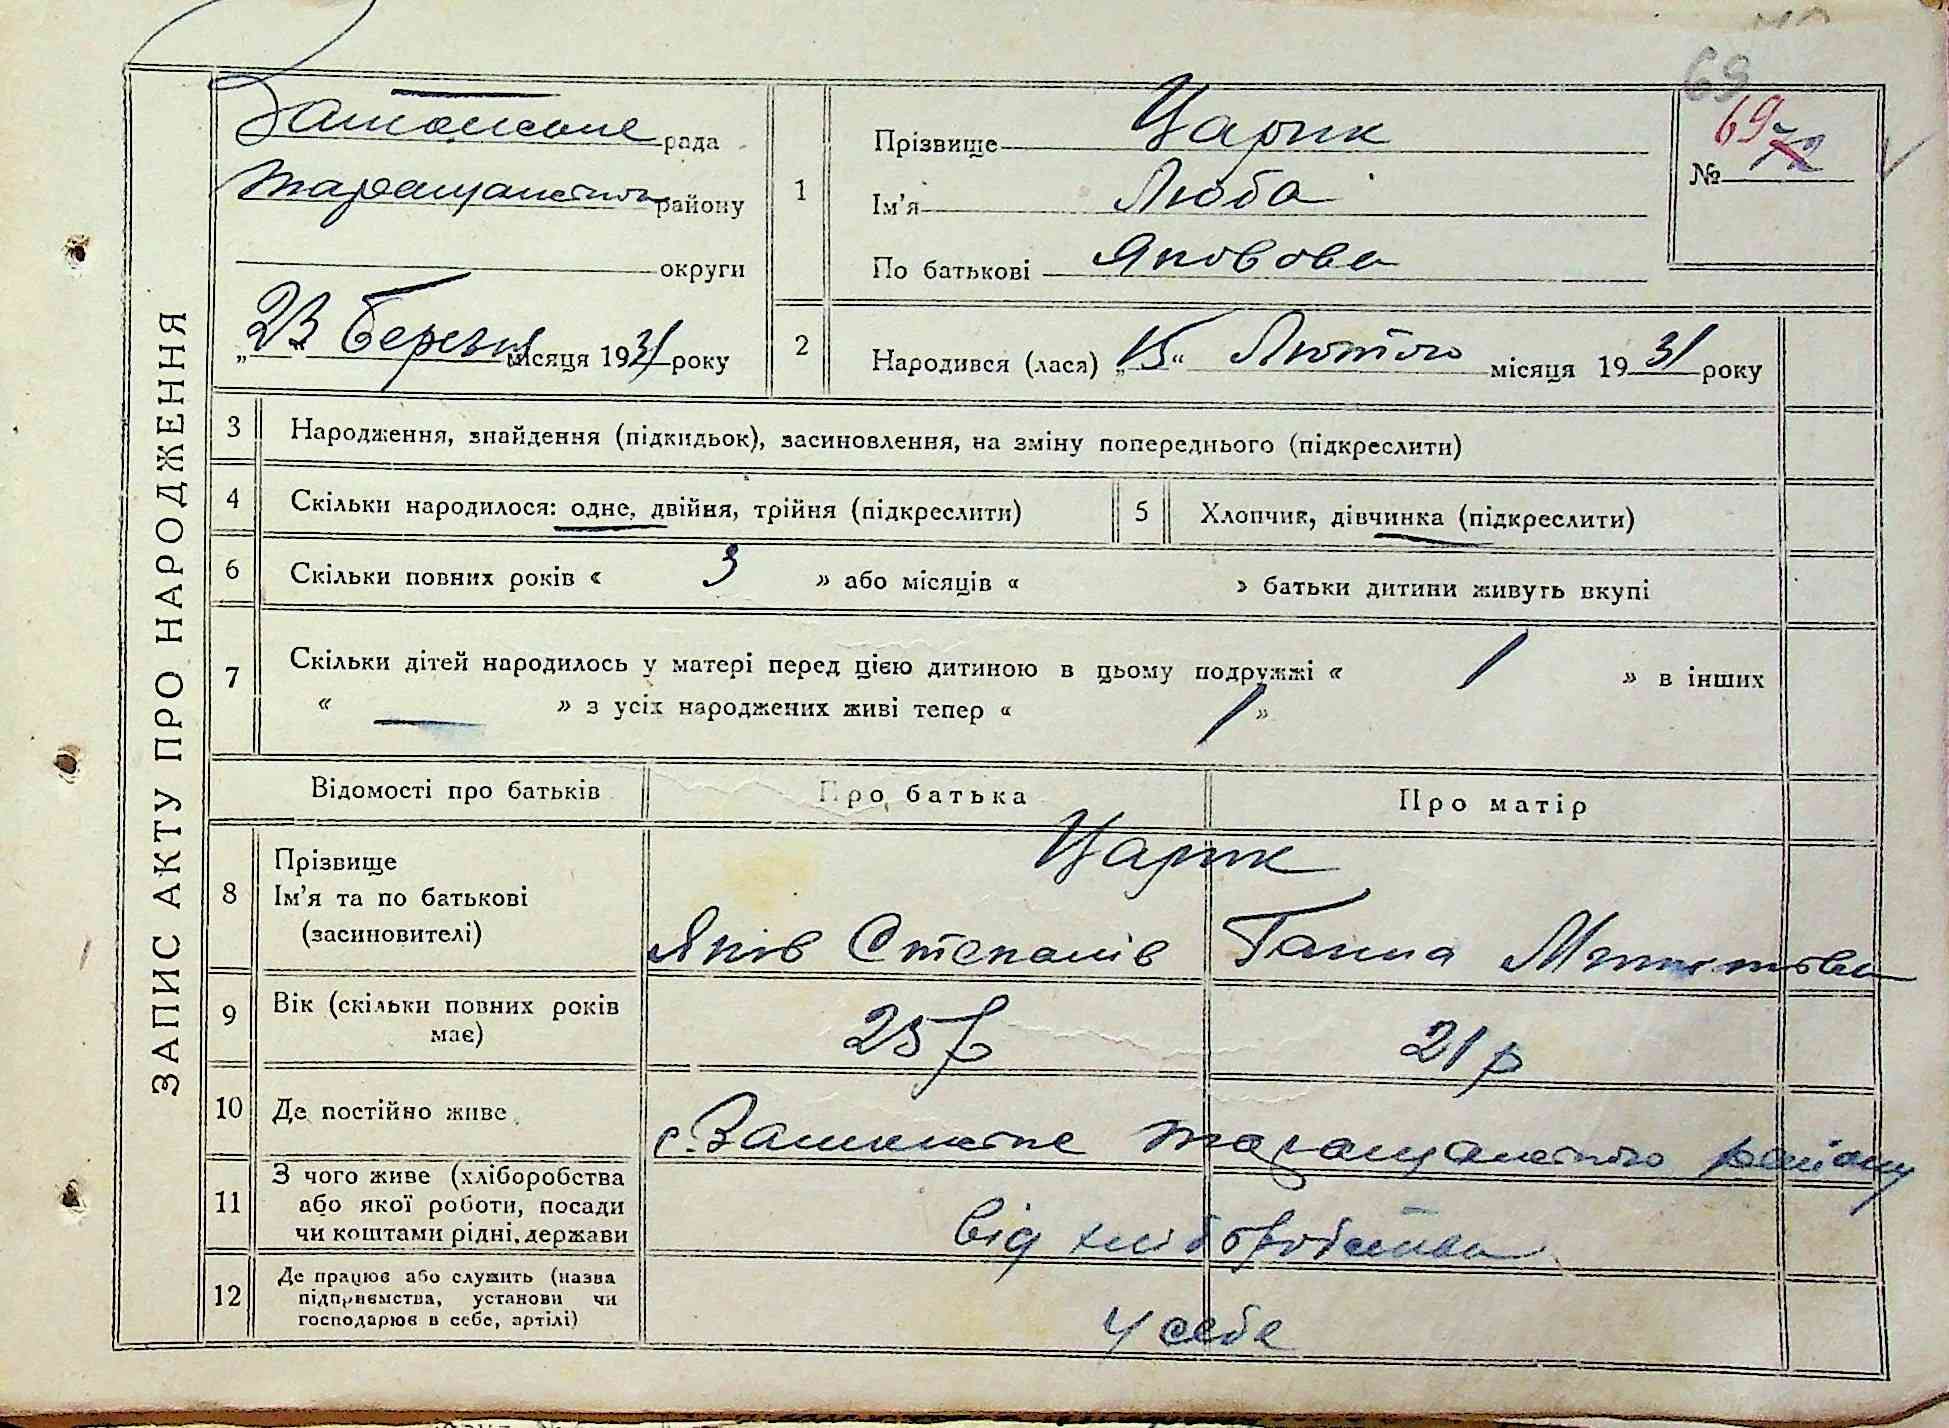 ЗАПИС АКТУ ПРО НАРОДЖЕННЯ
рада
району
округи
„23“ Березня місяця 1931 року
69
69 72
№
1
Прізвище Царик
Ім'я Люба
По батькові Яковова
2
Народився (лася) „15“ Лютого місяця 1931 року
3 Народження, знайдення (підкидьок), засиновлення, на зміну попереднього (підкреслити)
4 Скільки народилося: одне, двійня, трійня (підкреслити) 5 Хлопчик, дівчинка (підкреслити)
6 Скільки повних років « 3 » або місяців « » батьки дитини живуть вкупі
7 Скільки дітей народилось у матері перед цією дитиною в цьому подружжі « 1 » в інших
« — » з усіх народжених живі тепер « 1 »
Відомості про батьків Про батька Про матір
8 Прізвище Царик
Ім'я та по батькові
(засиновителі) Яків Степанів Ганна
9 Вік (скільки повних років
має) 25 р 21 р
10 Де постійно живе с. Таращанського району
11 З чого живе (хліборобства
або якої роботи, посади
чи коштами рідні, держави від хліборобства
12 Де працює або служить (назва
підприємства, установи чи
господарює в себе, артілі) у себе